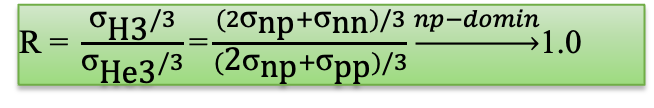 R = σH3/3 / σHe3/3 = (2σnp+σnn)/3 / (2σnp+σpp)/3 np−domin → 1.0